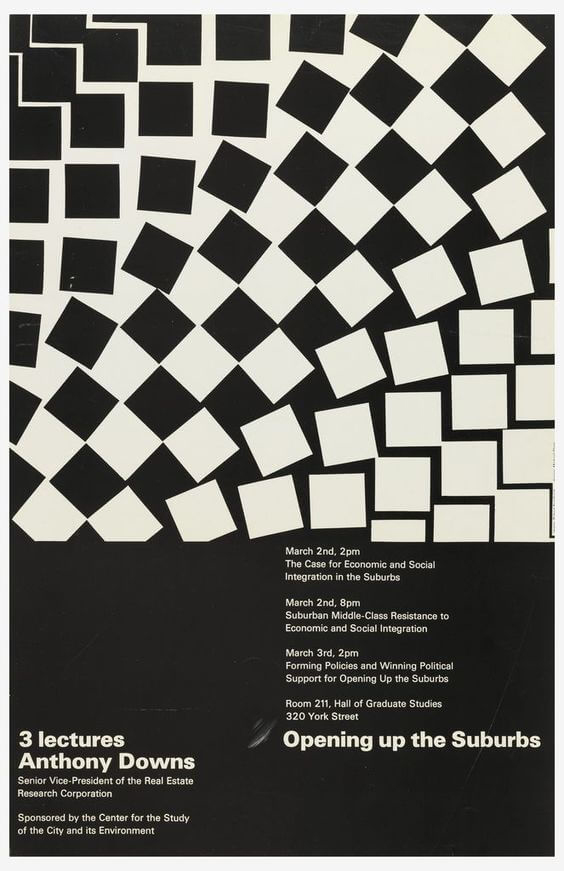 March 2nd, 2pm
The Case for Economic and Social
Integration in the Suburbs
March 2nd, 8pm
Suburban Middle-Class Resistance to
Economic and Social Integration
March 3rd, 2pm
Forming Policies and Winning Political
Support for Opening Up the Suburbs
Room 211, Hall of Graduate Studies
320 York Street
Opening up the Suburbs
3 lectures
Anthony Downs
Senior Vice-President of the Real Estate
Research Corporation
Sponsored by the Center for the Study
of the City and its Environment